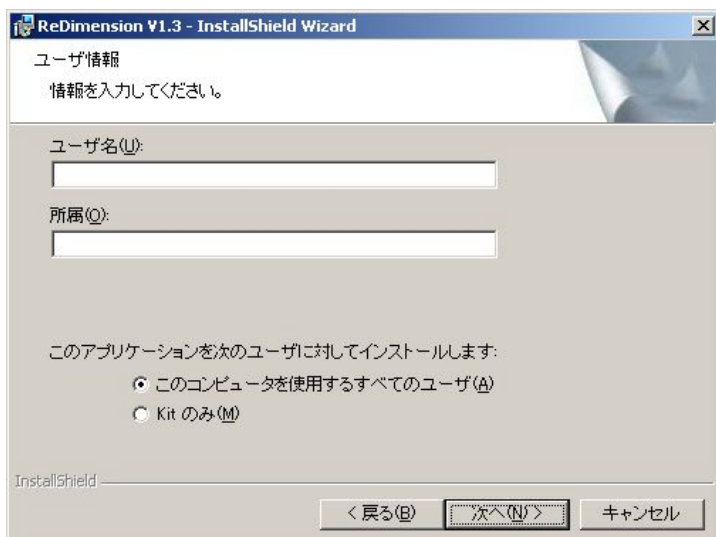 ReDimension V1.3 - InstallShield Wizard
ユーザ情報
情報を入力してください。
ユーザ名(U):
所属(O):
このアプリケーションを次のユーザに対してインストールします:
このコンピュータを使用するすべてのユーザ(A)
Kit のみ(M)
InstallShield
< 戻る(B)
次へ(N) >
キャンセル